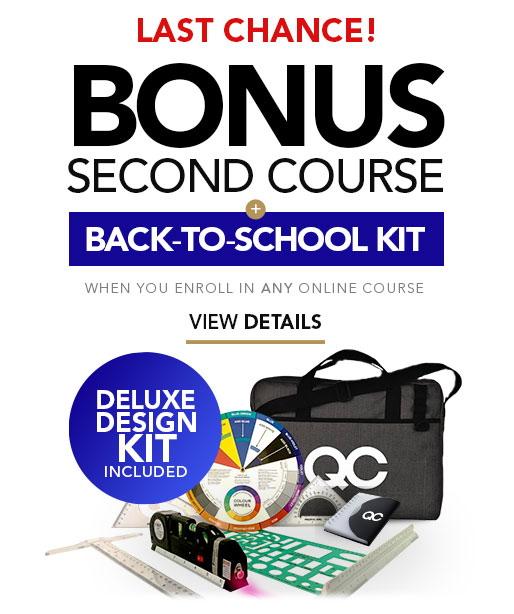 LAST CHANCE!
BONUS
SECOND COURSE
+
BACK-TO-SCHOOL KIT
WHEN YOU ENROLL IN ANY ONLINE COURSE
VIEW DETAILS
DELUXE
DESIGN
KIT
INCLUDED
COLOUR
WHEEL
QC
QC